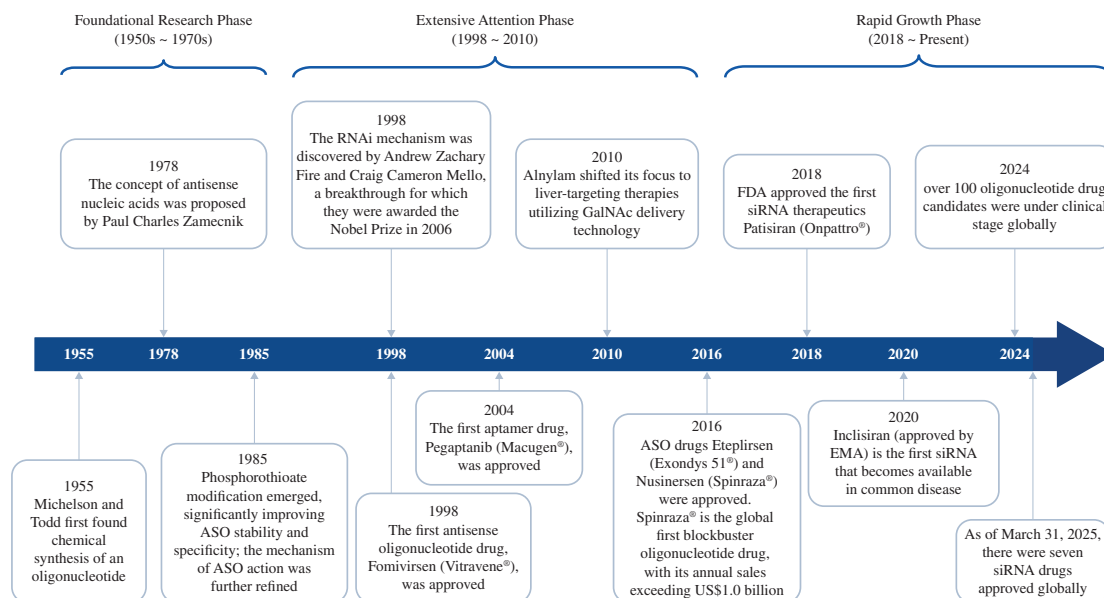 Foundational Research Phase
(1950s ~ 1970s)
Extensive Attention Phase
(1998 ~ 2010)
Rapid Growth Phase
(2018 ~ Present)
1978
The concept of antisense
nucleic acids was proposed
by Paul Charles Zamecnik
1998
The RNAi mechanism was
discovered by Andrew Zachary
Fire and Craig Cameron Mello,
a breakthrough for which
they were awarded the
Nobel Prize in 2006
2010
Alnylam shifted its focus to
liver-targeting therapies
utilizing GalNAc delivery
technology
2018
FDA approved the first
siRNA therapeutics
Patisiran (Onpattro®)
2024
over 100 oligonucleotide drug
candidates were under clinical
stage globally
1955 1978 1985 1998 2004 2010 2016 2018 2020 2024
1955
Michelson and
Todd first found
chemical
synthesis of an
oligonucleotide
1985
Phosphorothioate
modification emerged,
significantly improving
ASO stability and
specificity; the mechanism
of ASO action was
further refined
1998
The first antisense
oligonucleotide drug,
Fomivirsen (Vitravene®),
was approved
2004
The first aptamer drug,
Pegaptanib (Macugen®),
was approved
2016
ASO drugs Eteplirsen
(Exondys 51®) and
Nusinersen (Spinraza®)
were approved.
Spinraza® is the global
first blockbuster
oligonucleotide drug,
with its annual sales
exceeding US$1.0 billion
2020
Inclisiran (approved by
EMA) is the first siRNA
that becomes available
in common disease
As of March 31, 2025,
there were seven
siRNA drugs
approved globally